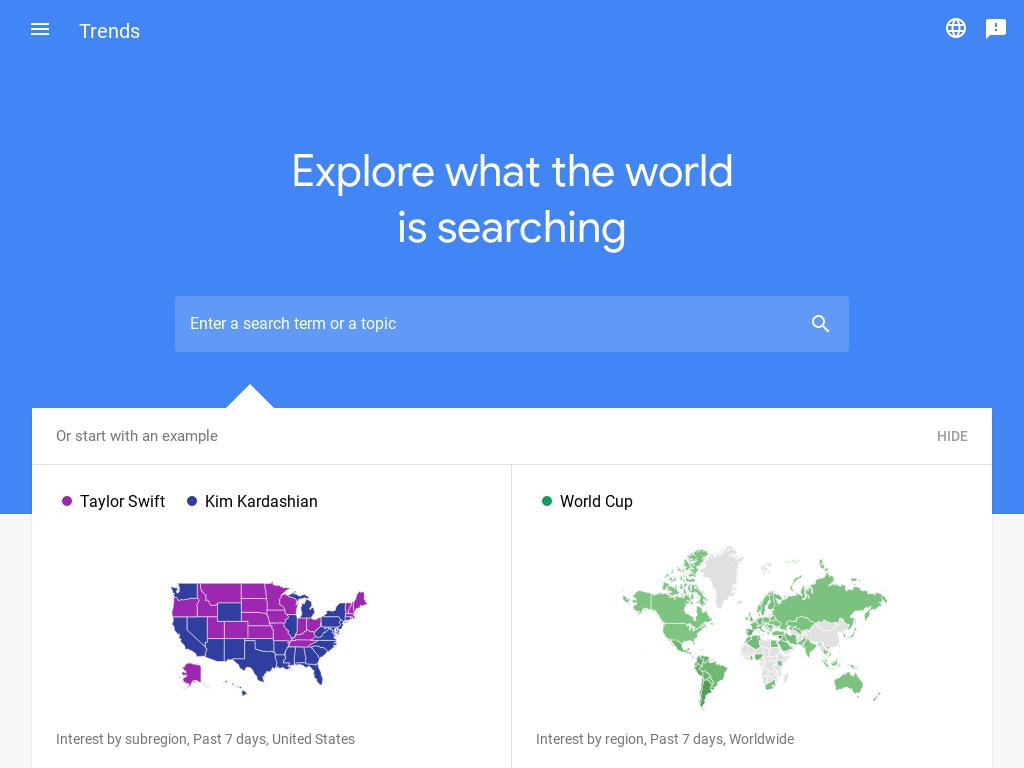 Trends
Explore what the world
is searching
Enter a search term or a topic
Or start with an example
HIDE
Taylor Swift
Kim Kardashian
World Cup
Interest by subregion, Past 7 days, United States
Interest by region, Past 7 days, Worldwide